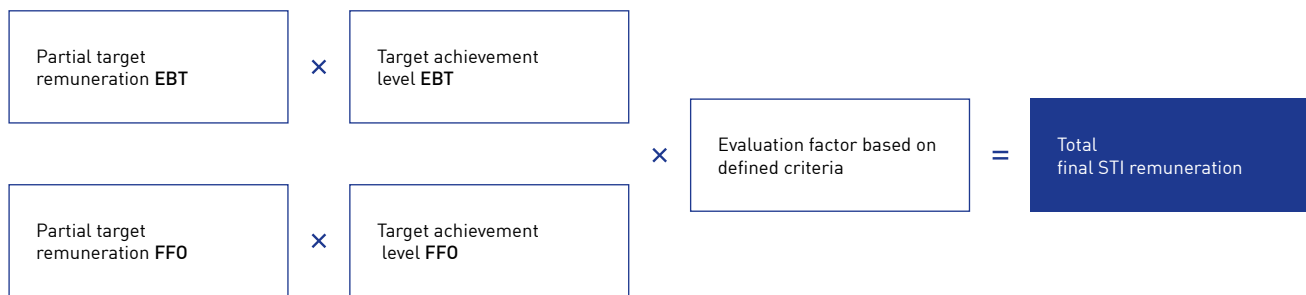 Partial target
remuneration EBT
×
Target achievement
level EBT
Partial target
remuneration FFO
×
Target achievement
level FFO
×
Evaluation factor based on
defined criteria
=
Total
final STI remuneration